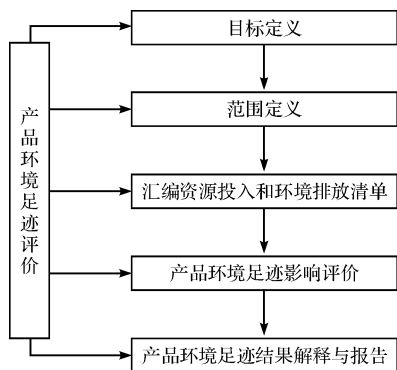 产品环境足迹评价
目标定义
范围定义
汇编资源投入和环境排放清单
产品环境足迹影响评价
产品环境足迹结果解释与报告